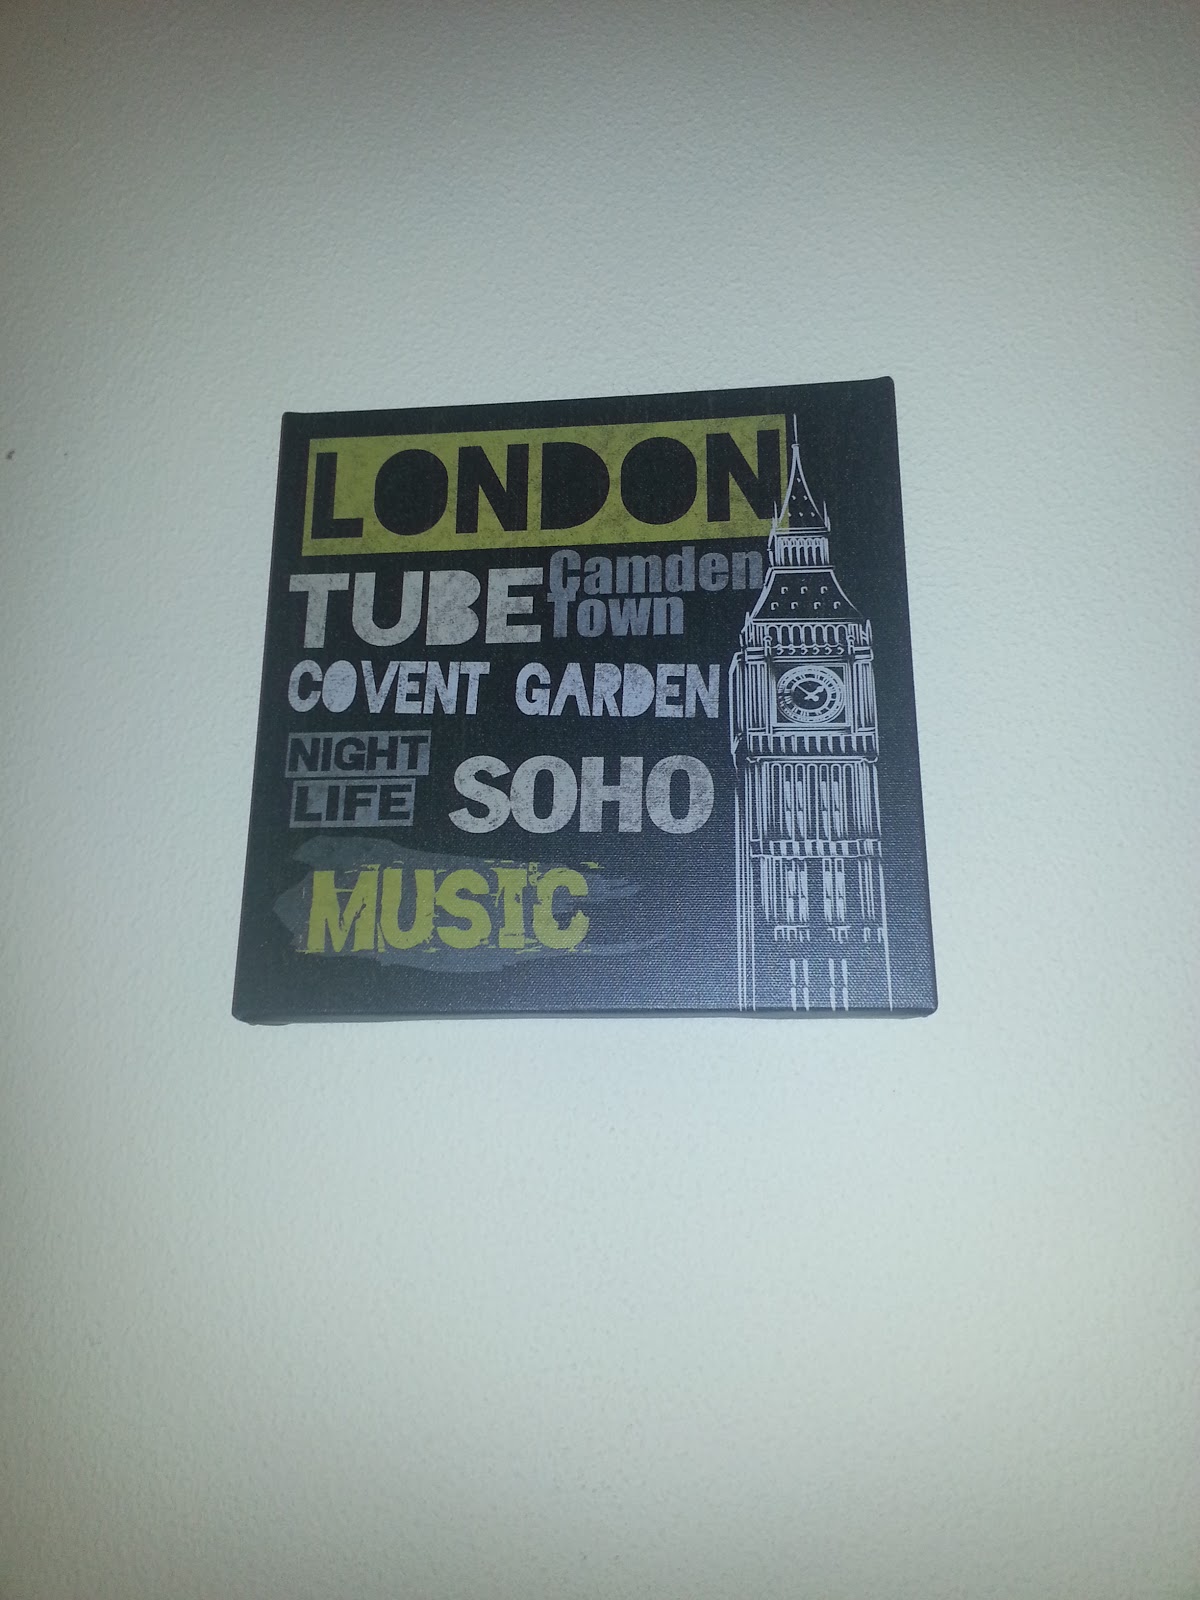 LONDON
TUBE Camden
Town
COVENT GARDEN
NIGHT
LIFE
SOHO
MUSIC